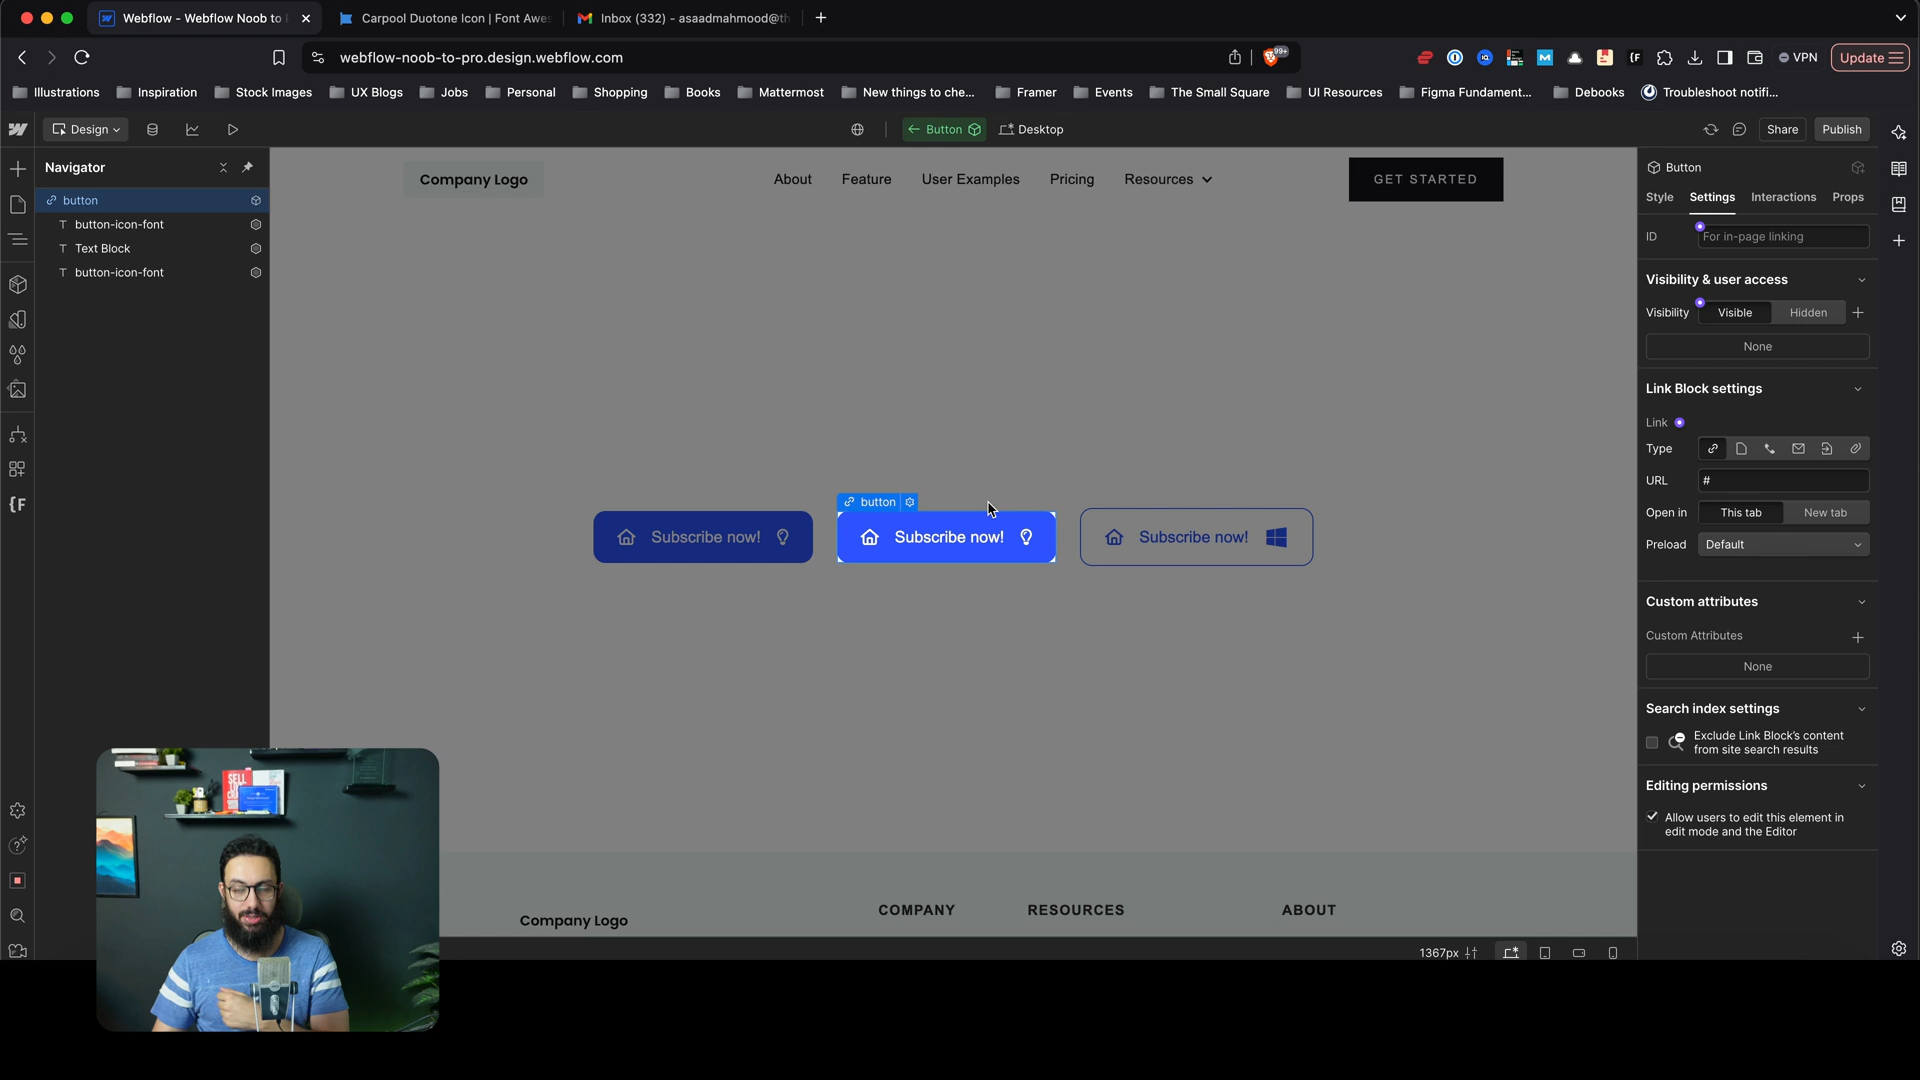 Webflow - Webflow Noob to
Carpool Duotone Icon | Font Awes
Inbox (332) - asaadmahmood@th
webflow-noob-to-pro.design.webflow.com
99+
VPN
Update
Illustrations
Inspiration
Stock Images
UX Blogs
Jobs
Personal
Shopping
Books
Mattermost
New things to che...
Framer
Events
The Small Square
UI Resources
Figma Fundament...
Debooks
Troubleshoot notifi...
Design
Button
Desktop
Share
Publish
Navigator
button
button-icon-font
Text Block
button-icon-font
Company Logo
About
Feature
User Examples
Pricing
Resources
GET STARTED
button
Subscribe now!
Subscribe now!
Subscribe now!
Company Logo
COMPANY
RESOURCES
ABOUT
1367px
Button
Style
Settings
Interactions
Props
ID
For in-page linking
Visibility & user access
Visibility
Visible
Hidden
None
Link Block settings
Link
Type
URL
#
Open in
This tab
New tab
Preload
Default
Custom attributes
Custom Attributes
None
Search index settings
Exclude Link Block's content
from site search results
Editing permissions
Allow users to edit this element in
edit mode and the Editor